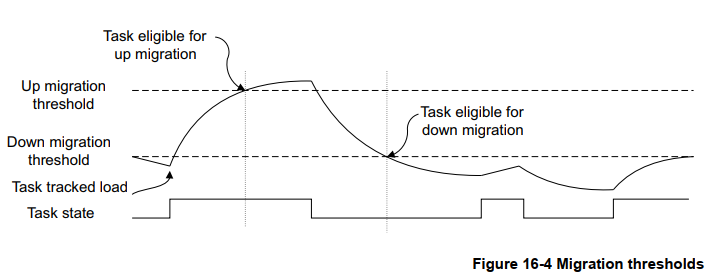 Task eligible for
up migration
Up migration
threshold
Task eligible for
down migration
Down migration
threshold
Task tracked load
Task state
Figure 16-4 Migration thresholds